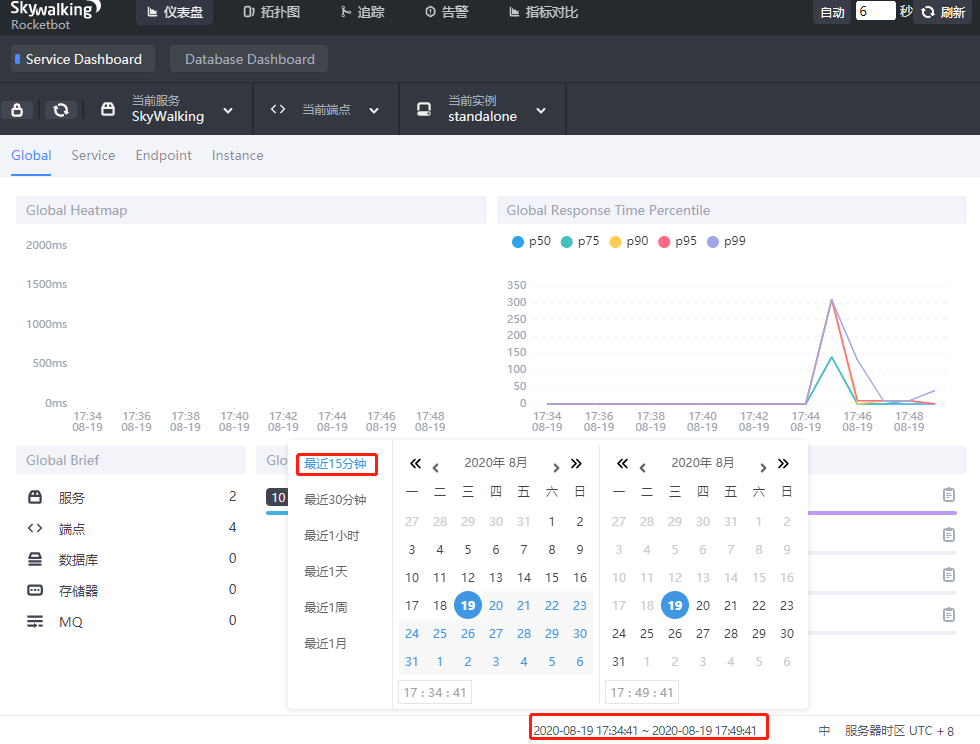 Skywalking
Rocketbot
仪表盘 拓扑图 追踪 告警 指标对比
自动 6 秒 刷新
Service Dashboard Database Dashboard
当前服务
SkyWalking
当前端点
当前实例
standalone
Global Service Endpoint Instance
Global Heatmap
2000ms
1500ms
1000ms
500ms
0ms
17:34 17:36 17:38 17:40 17:42 17:44 17:46 17:48
08-19 08-19 08-19 08-19 08-19 08-19 08-19 08-19
Global Response Time Percentile
p50 p75 p90 p95 p99
350
300
250
200
150
100
50
0
17:34 17:36 17:38 17:40 17:42 17:44 17:46 17:48
08-19 08-19 08-19 08-19 08-19 08-19 08-19 08-19
Global Brief
服务 2
端点 4
数据库 0
存储器 0
MQ 0
Glo
10
最近15分钟
最近30分钟
最近1小时
最近1天
最近1周
最近1月
« ‹ 2020年 8月 › »
一 二 三 四 五 六 日
27 28 29 30 31 1 2
3 4 5 6 7 8 9
10 11 12 13 14 15 16
17 18 19 20 21 22 23
24 25 26 27 28 29 30
31 1 2 3 4 5 6
17 : 34 : 41
« ‹ 2020年 8月 › »
一 二 三 四 五 六 日
27 28 29 30 31 1 2
3 4 5 6 7 8 9
10 11 12 13 14 15 16
17 18 19 20 21 22 23
24 25 26 27 28 29 30
31 1 2 3 4 5 6
17 : 49 : 41
2020-08-19 17:34:41 ~ 2020-08-19 17:49:41
中 服务器时区 UTC + 8